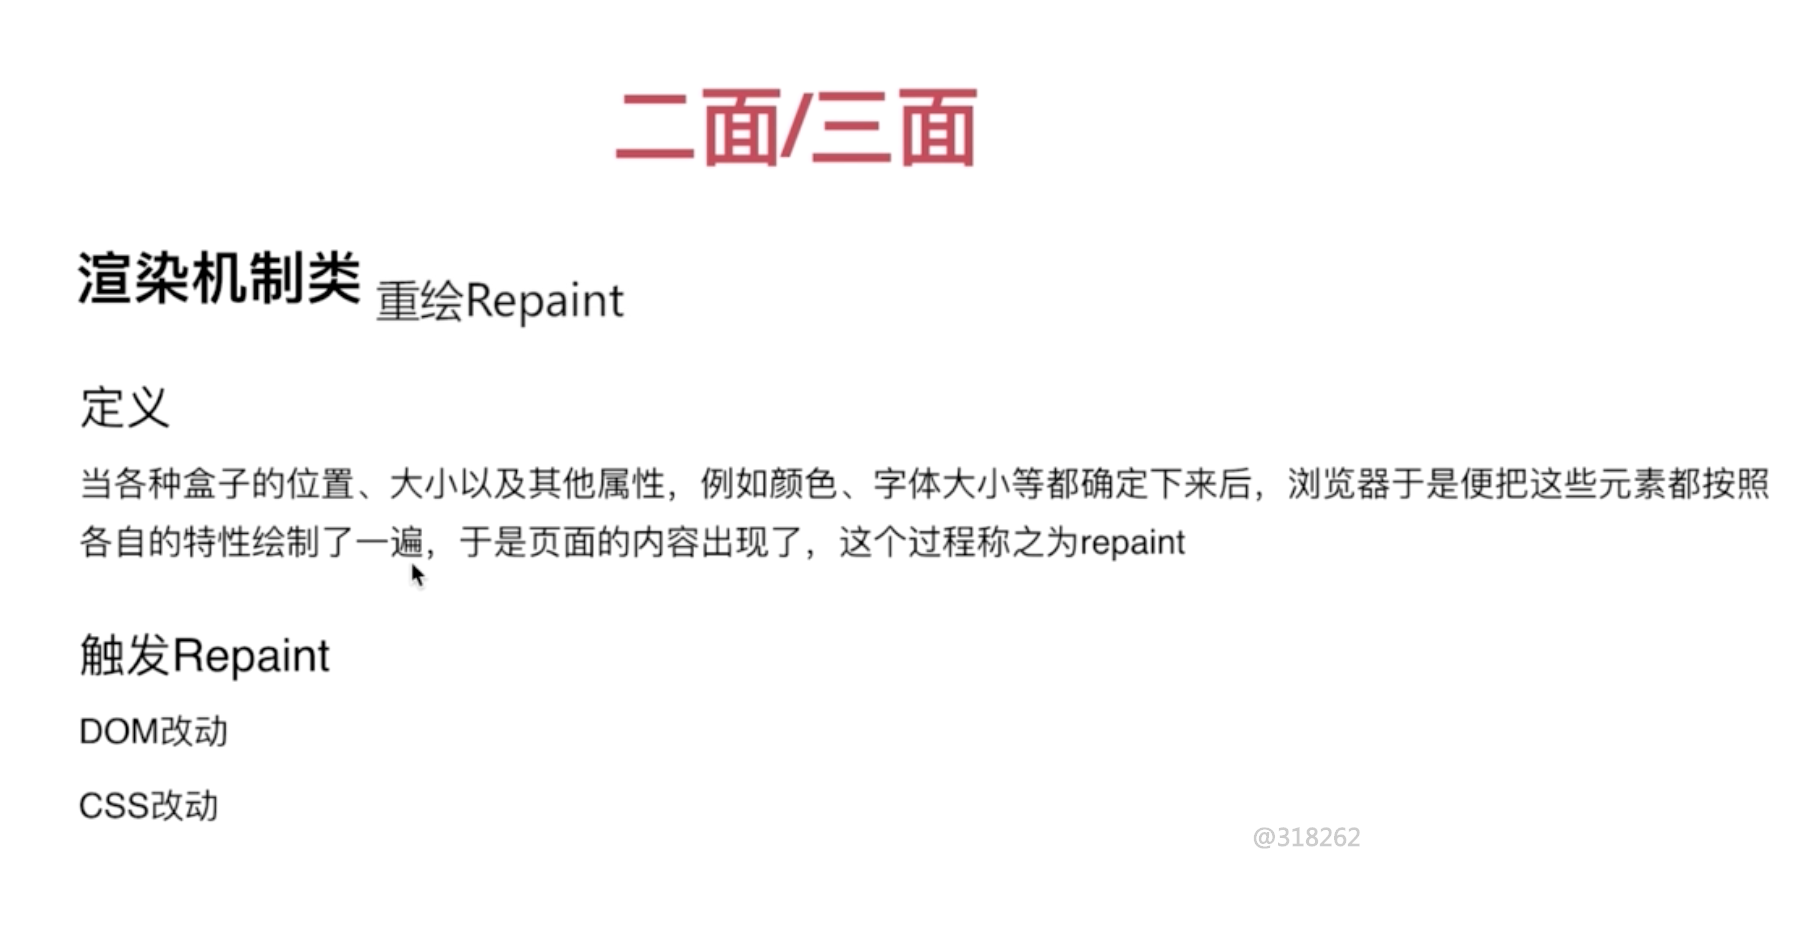 二面/三面
渲染机制类 重绘Repaint
定义
当各种盒子的位置、大小以及其他属性，例如颜色、字体大小等都确定下来后，浏览器于是便把这些元素都按照
各自的特性绘制了一遍，于是页面的内容出现了，这个过程称之为repaint
触发Repaint
DOM改动
CSS改动
@318262